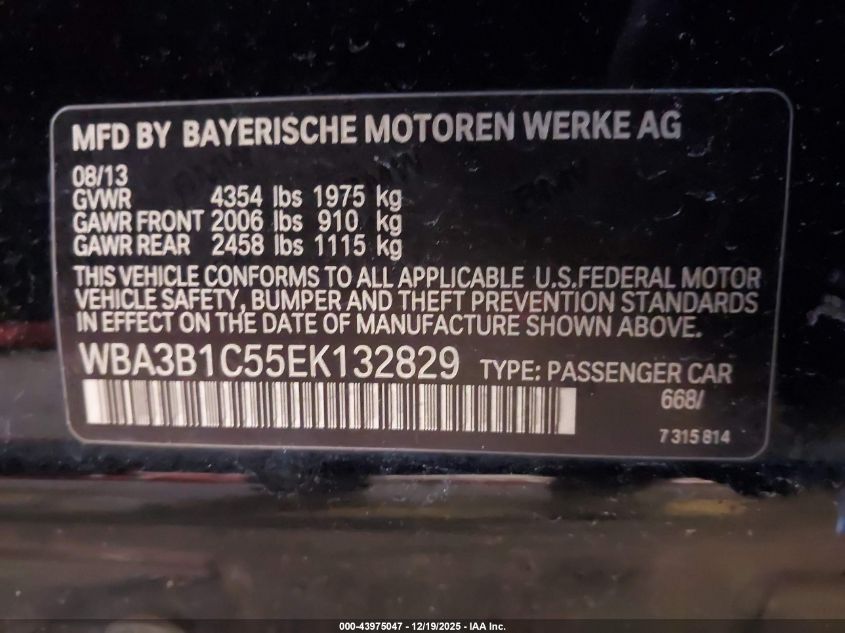 MFD BY BAYERISCHE MOTOREN WERKE AG
08/13
GVWR 4354 lbs 1975 kg
GAWR FRONT 2006 lbs 910 kg
GAWR REAR 2458 lbs 1115 kg
THIS VEHICLE CONFORMS TO ALL APPLICABLE U.S.FEDERAL MOTOR
VEHICLE SAFETY, BUMPER AND THEFT PREVENTION STANDARDS
IN EFFECT ON THE DATE OF MANUFACTURE SHOWN ABOVE.
WBA3B1C55EK132829 TYPE: PASSENGER CAR
668/
7 315 814
000-43975047 - 12/19/2025 - IAA Inc.